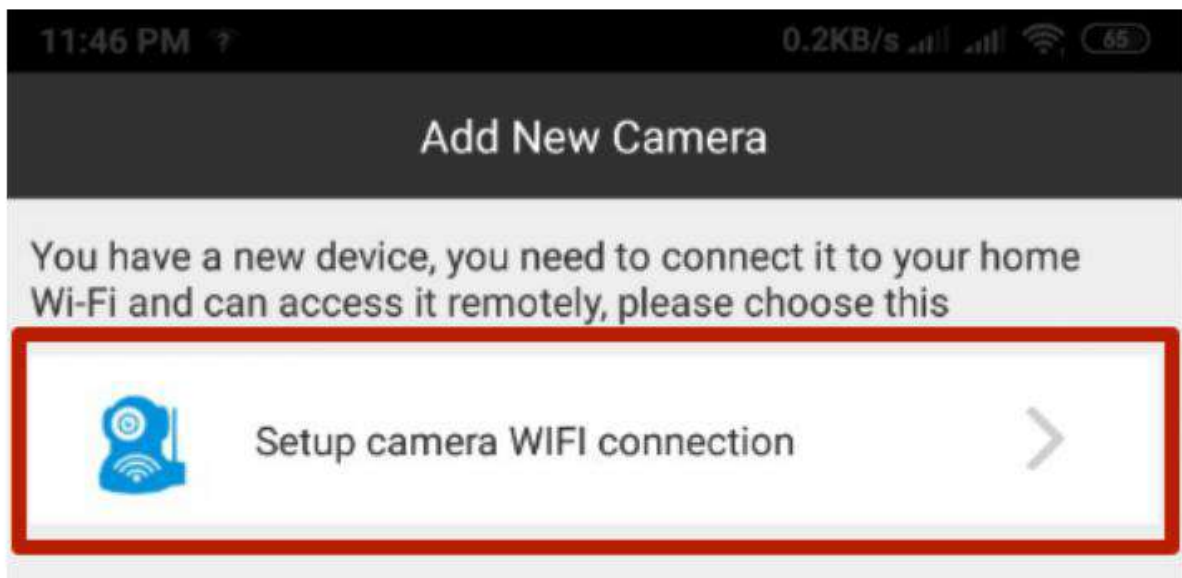 11:46 PM ? 0.2KB/s 65
Add New Camera
You have a new device, you need to connect it to your home
Wi-Fi and can access it remotely, please choose this
Setup camera WIFI connection